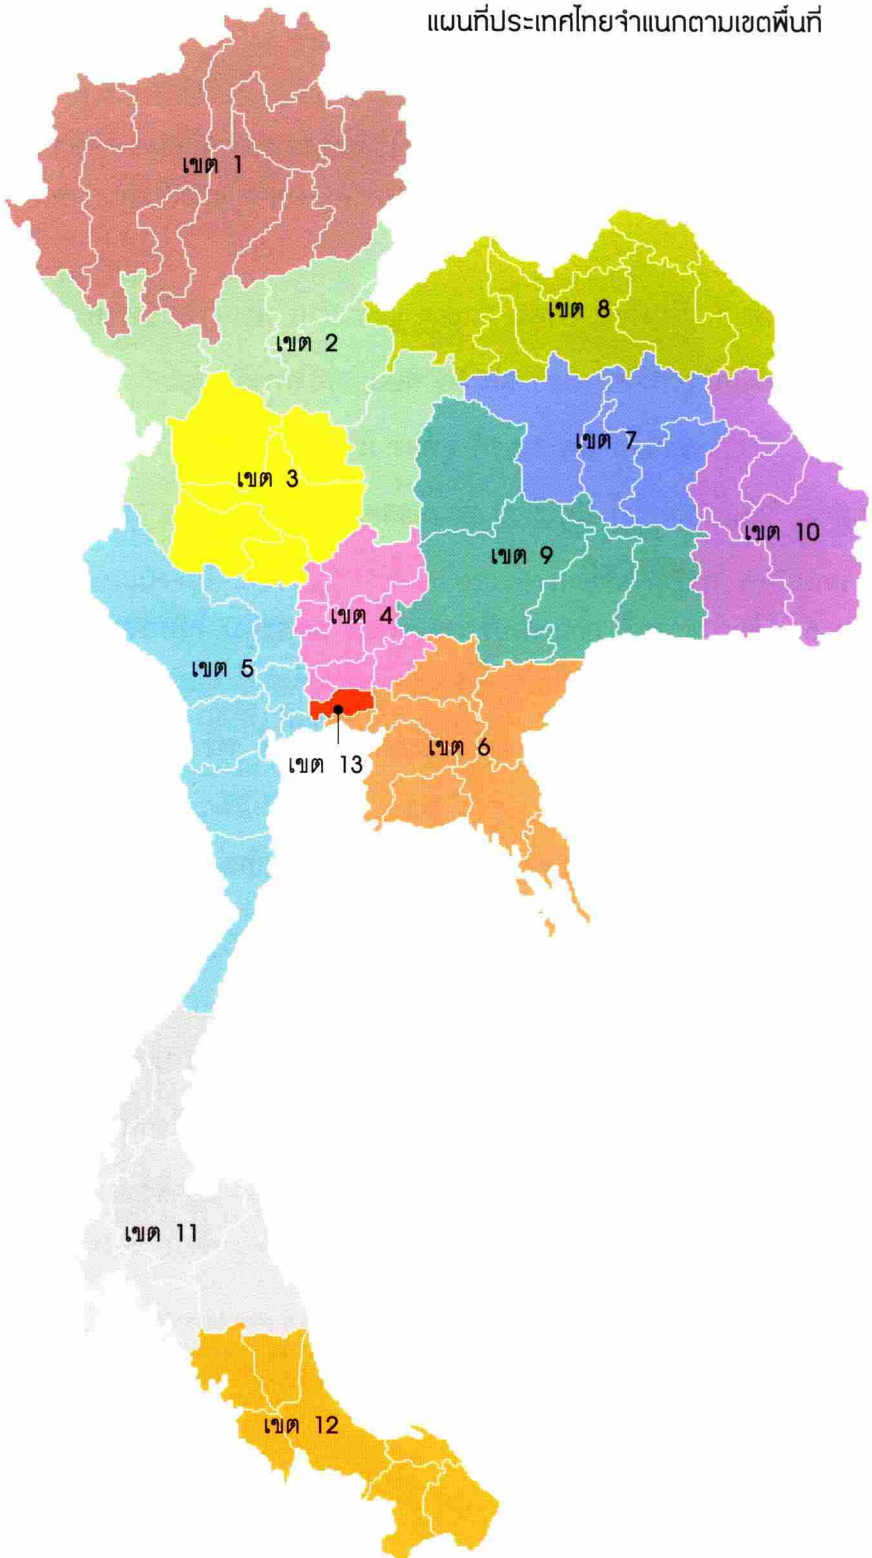 แผนที่ประเทศไทยจำแนกตามเขตพื้นที่
เขต 1
เขต 8
เขต 2
เขต 7
เขต 3
เขต 10
เขต 9
เขต 4
เขต 5
เขต 6
เขต 13
เขต 11
เขต 12